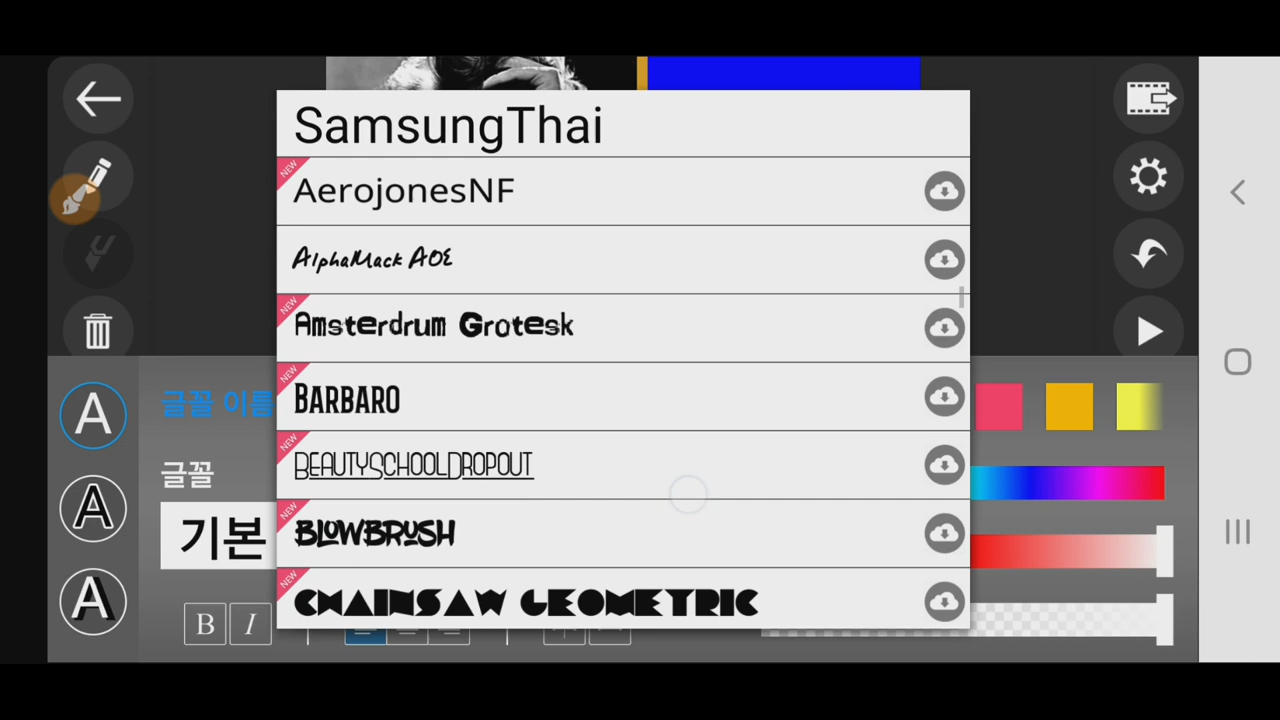 SamsungThai
NEW
AerojonesNF
AlphaMack AOE
NEW
Amsterdrum Grotesk
NEW
BARBARO
NEW
BEAUTYSCHOOLDROPOUT
NEW
BLOWBRUSH
NEW
CHAINSAW GEOMETRIC
글꼴 이름
글꼴
기본
B I
A
A
A